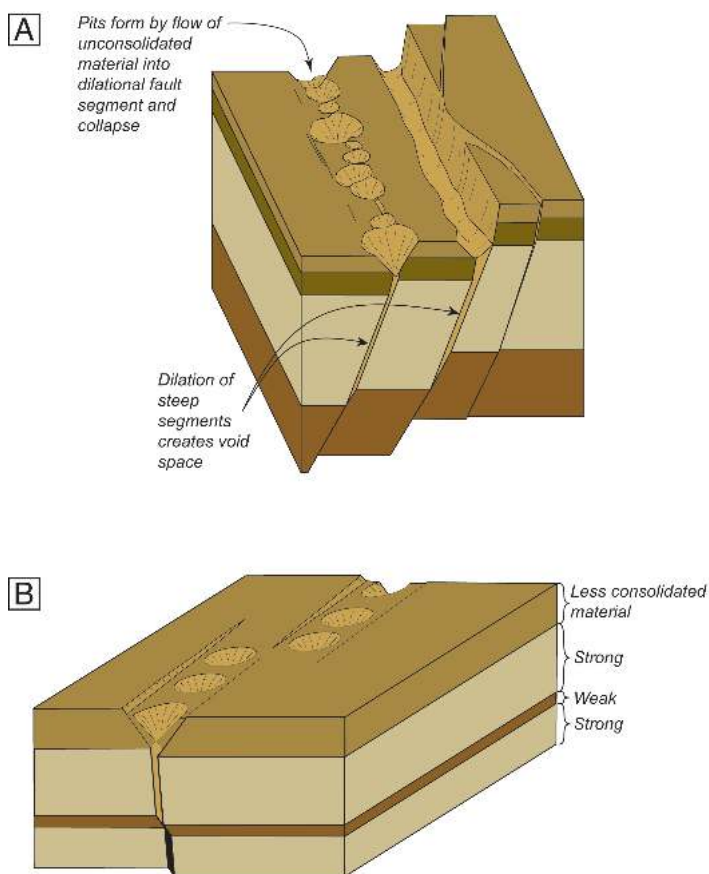 A
Pits form by flow of
unconsolidated
material into
dilational fault
segment and
collapse
Dilation of
steep
segments
creates void
space
B
Less consolidated
material
Strong
Weak
Strong